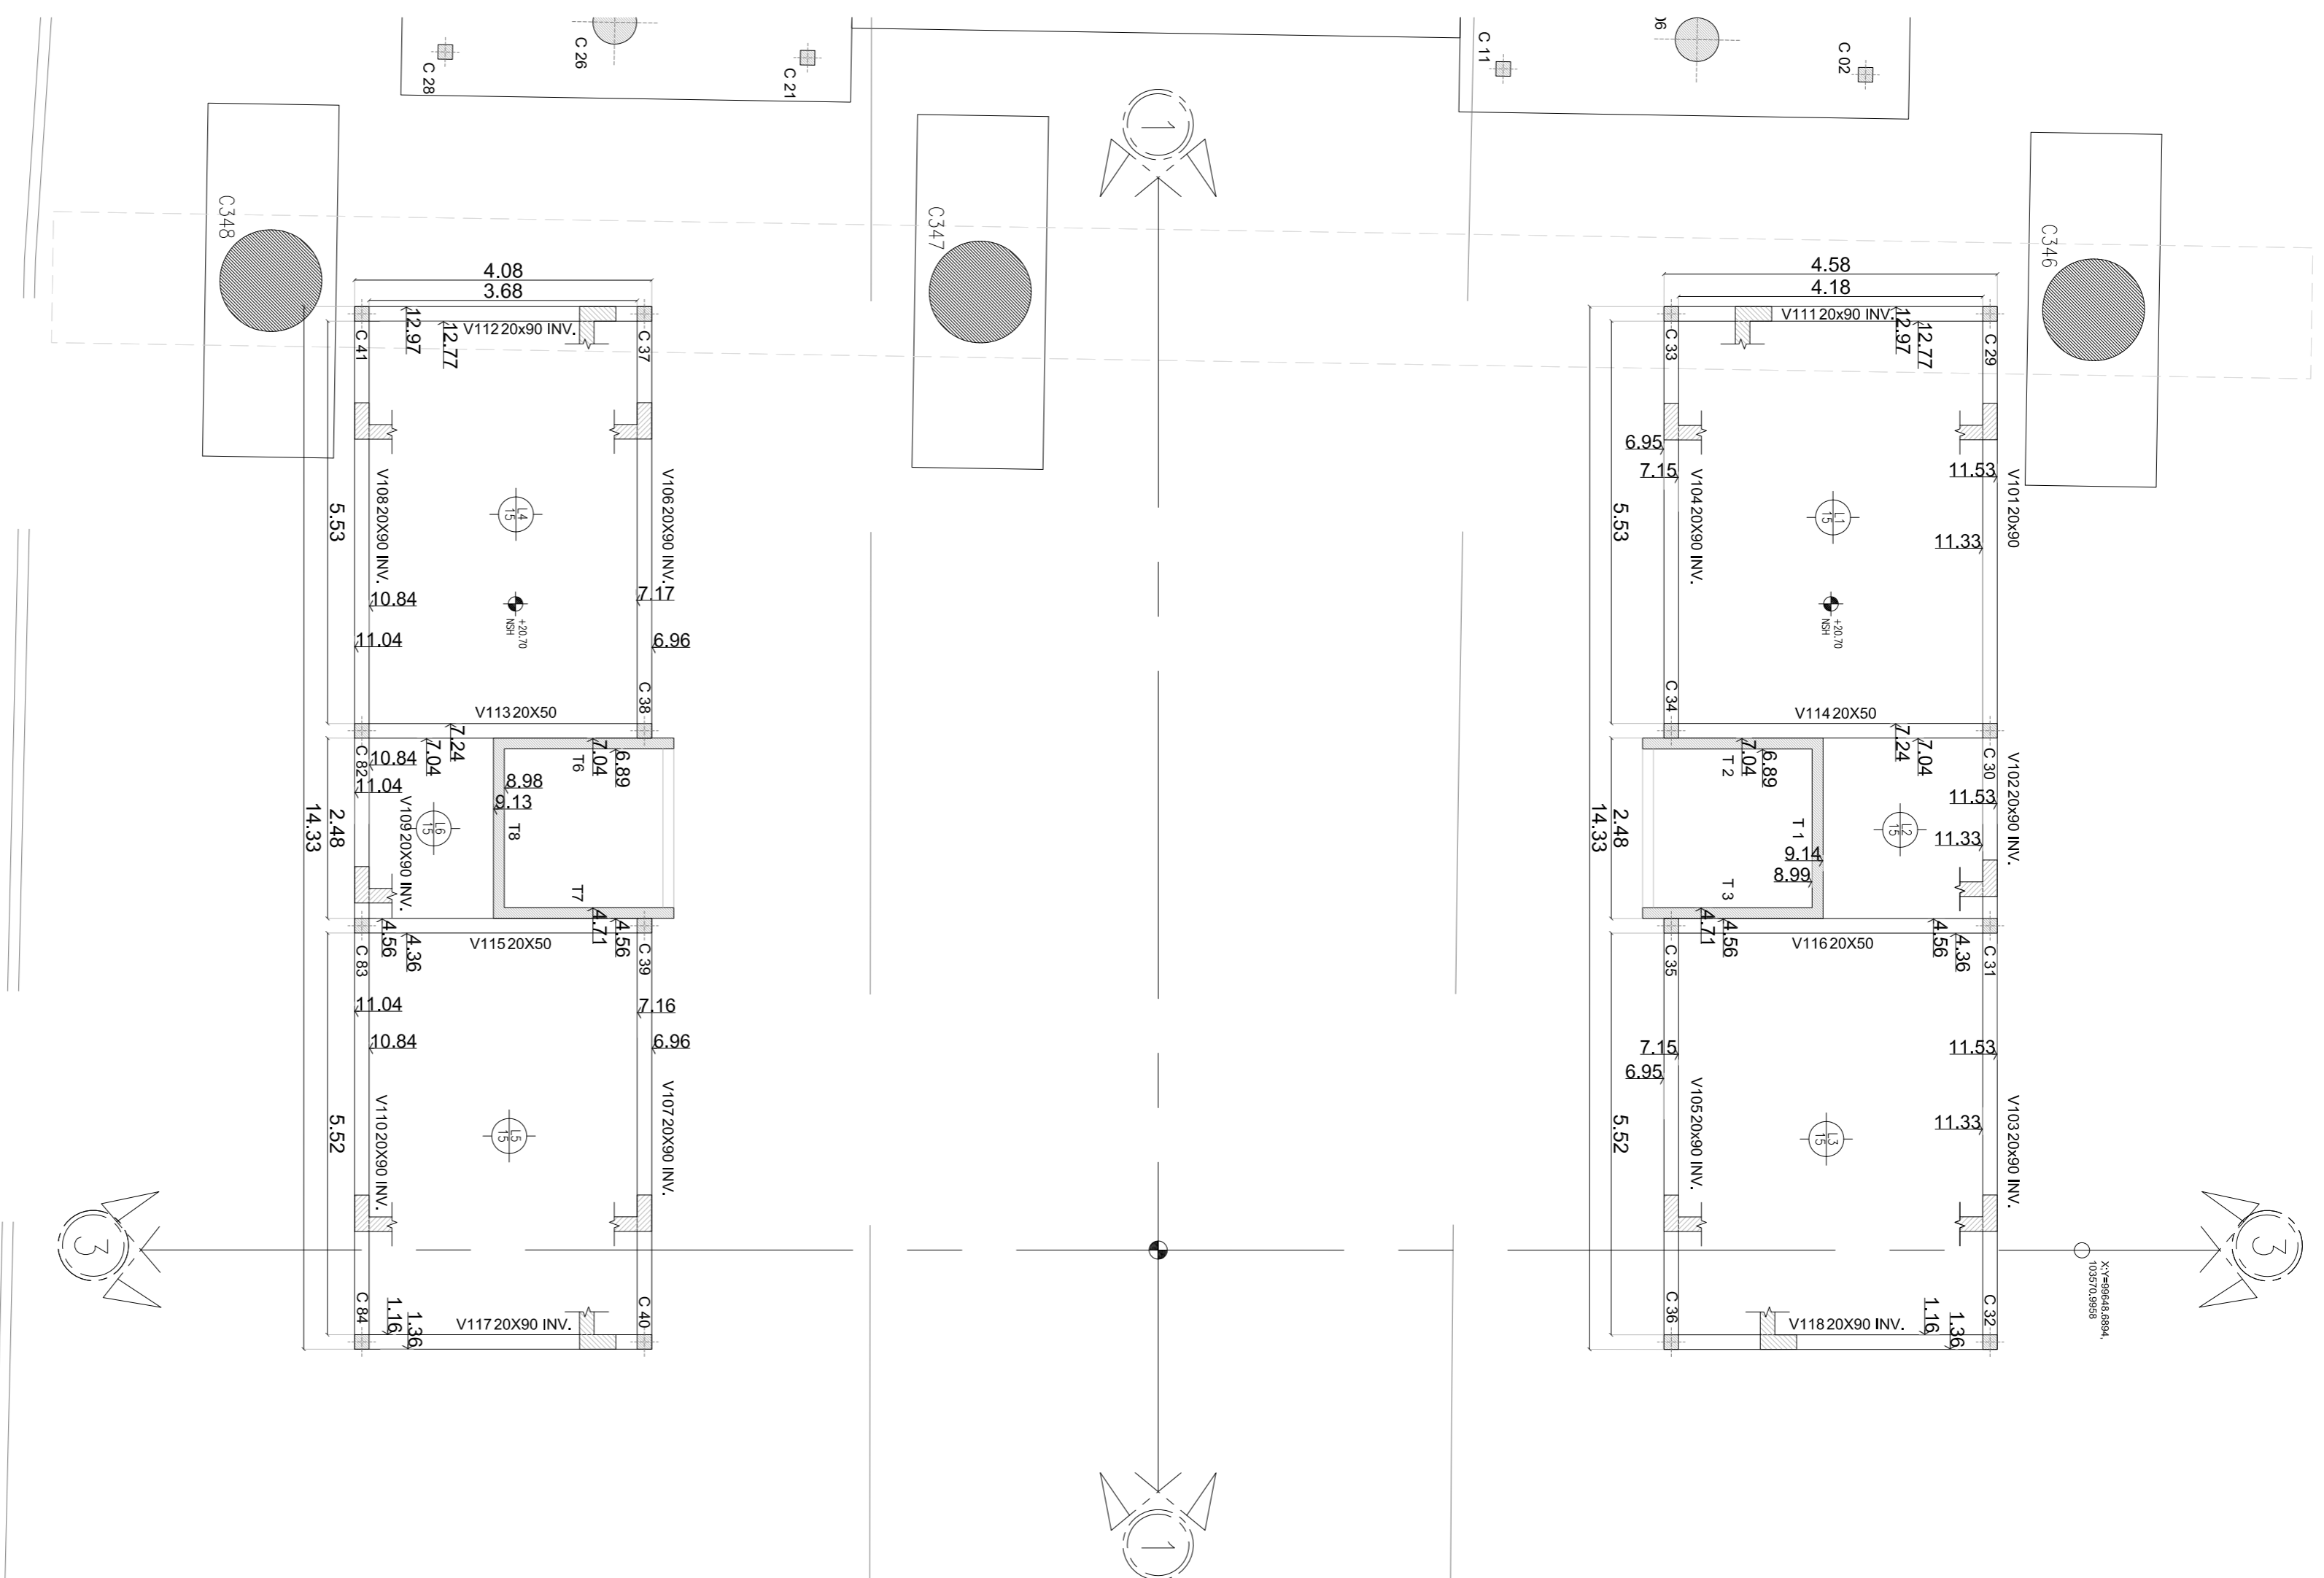 C 28
C 26
C 21
C 11
06
C 02
1
C348
C347
C346
4.08
3.68
4.58
4.18
V112 20x90 INV.
V111 20x90 INV.
C 41
12.97
12.77
C 37
C 33
12.97
12.77
C 29
6.95
7.15
11.53
11.33
V108 20X90 INV.
V106 20X90 INV.
V104 20X90 INV.
V101 20x90
5.53
L4
15
5.53
L1
15
10.84
11.04
+20.70
NSH
7.17
6.96
+20.70
NSH
C 38
C 34
V113 20X50
V114 20X50
7.24
7.04
7.04
6.89
7.04
6.89
7.24
7.04
C 82
10.84
11.04
T6
T 2
C 30
8.98
9.13
T8
T 1
11.53
11.33
V109 20X90 INV.
V102 20x90 INV.
L6
15
L2
15
14.33
2.48
14.33
2.48
9.14
8.99
T7
T 3
4.56
4.36
4.71
4.56
4.71
4.56
4.56
4.36
V115 20X50
V116 20X50
C 83
C 39
C 35
C 31
11.04
10.84
7.16
6.96
7.15
6.95
11.53
11.33
V110 20X90 INV.
V107 20X90 INV.
V105 20x90 INV.
V103 20x90 INV.
5.52
L5
15
5.52
L3
15
3
3
X;Y=99648.6894,
103570.9958
C 84
1.16
1.36
C 40
C 36
1.16
1.36
C 32
V117 20X90 INV.
V118 20X90 INV.
1